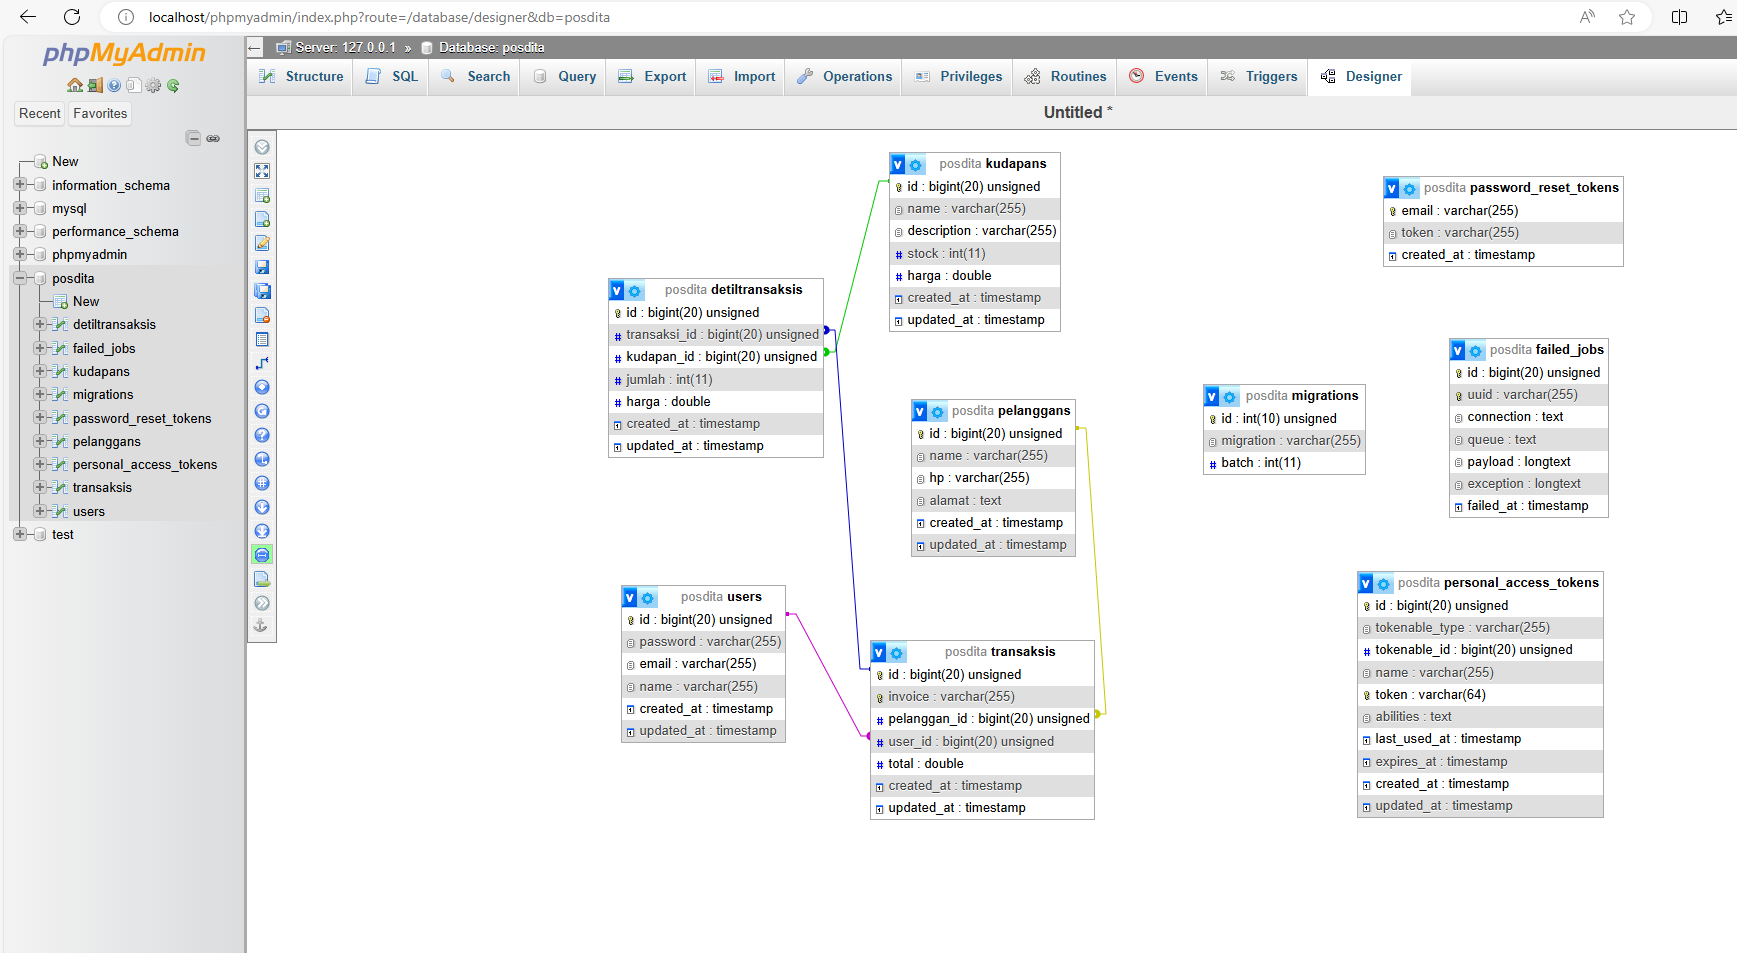 localhost/phpmyadmin/index.php?route=/database/designer&db=posdita
phpMyAdmin
Recent
Favorites
New
information_schema
mysql
performance_schema
phpmyadmin
posdita
New
detiltransaksis
failed_jobs
kudapans
migrations
password_reset_tokens
pelanggans
personal_access_tokens
transaksis
users
test
Server: 127.0.0.1 » Database: posdita
Structure
SQL
Search
Query
Export
Import
Operations
Privileges
Routines
Events
Triggers
Designer
Untitled *
posdita kudapans
id : bigint(20) unsigned
name : varchar(255)
description : varchar(255)
stock : int(11)
harga : double
created_at : timestamp
updated_at : timestamp
posdita password_reset_tokens
email : varchar(255)
token : varchar(255)
created_at : timestamp
posdita detiltransaksis
id : bigint(20) unsigned
transaksi_id : bigint(20) unsigned
kudapan_id : bigint(20) unsigned
jumlah : int(11)
harga : double
created_at : timestamp
updated_at : timestamp
posdita failed_jobs
id : bigint(20) unsigned
uuid : varchar(255)
connection : text
queue : text
payload : longtext
exception : longtext
failed_at : timestamp
posdita migrations
id : int(10) unsigned
migration : varchar(255)
batch : int(11)
posdita pelanggans
id : bigint(20) unsigned
name : varchar(255)
hp : varchar(255)
alamat : text
created_at : timestamp
updated_at : timestamp
posdita users
id : bigint(20) unsigned
password : varchar(255)
email : varchar(255)
name : varchar(255)
created_at : timestamp
updated_at : timestamp
posdita transaksis
id : bigint(20) unsigned
invoice : varchar(255)
pelanggan_id : bigint(20) unsigned
user_id : bigint(20) unsigned
total : double
created_at : timestamp
updated_at : timestamp
posdita personal_access_tokens
id : bigint(20) unsigned
tokenable_type : varchar(255)
tokenable_id : bigint(20) unsigned
name : varchar(255)
token : varchar(64)
abilities : text
last_used_at : timestamp
expires_at : timestamp
created_at : timestamp
updated_at : timestamp